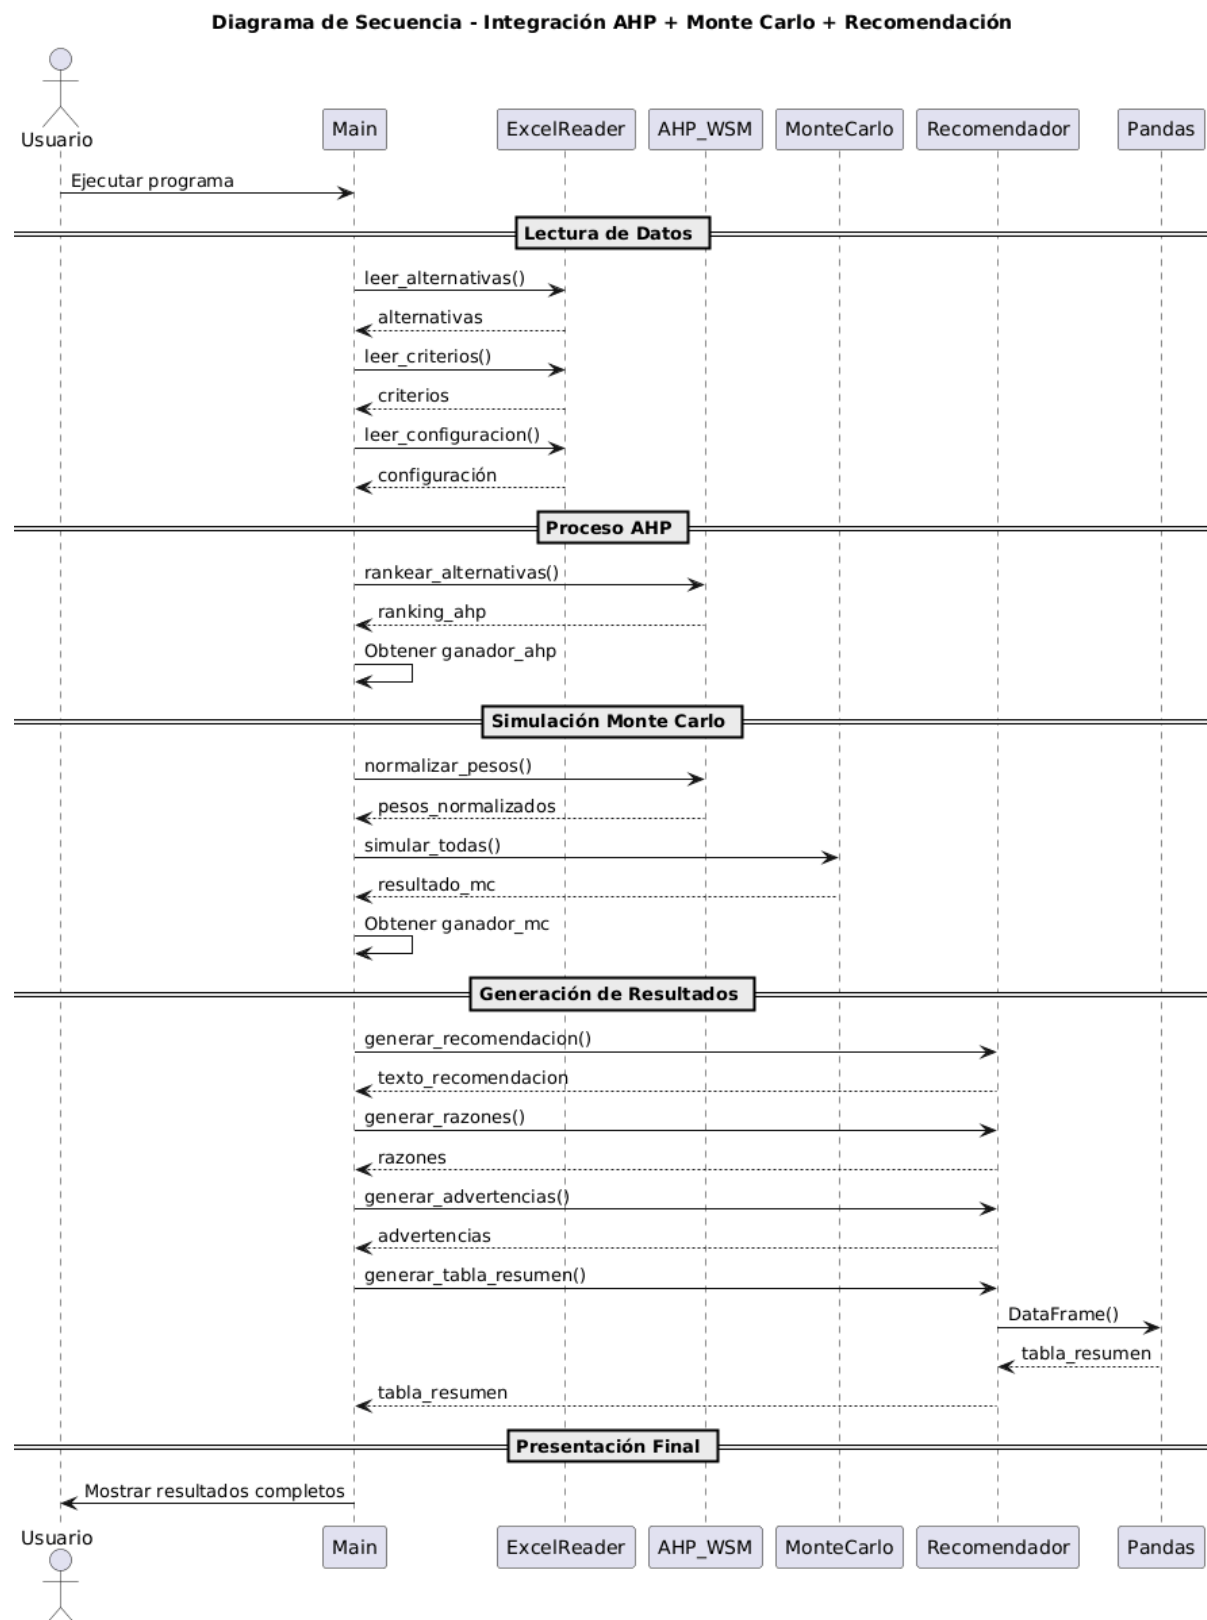 Diagrama de Secuencia - Integración AHP + Monte Carlo + Recomendación
Usuario
Main
ExcelReader
AHP_WSM
MonteCarlo
Recomendador
Pandas
Ejecutar programa
Lectura de Datos
leer_alternativas()
alternativas
leer_criterios()
criterios
leer_configuracion()
configuración
Proceso AHP
rankear_alternativas()
ranking_ahp
Obtener ganador_ahp
Simulación Monte Carlo
normalizar_pesos()
pesos_normalizados
simular_todas()
resultado_mc
Obtener ganador_mc
Generación de Resultados
generar_recomendacion()
texto_recomendacion
generar_razones()
razones
generar_advertencias()
advertencias
generar_tabla_resumen()
DataFrame()
tabla_resumen
tabla_resumen
Presentación Final
Mostrar resultados completos
Usuario
Main
ExcelReader
AHP_WSM
MonteCarlo
Recomendador
Pandas